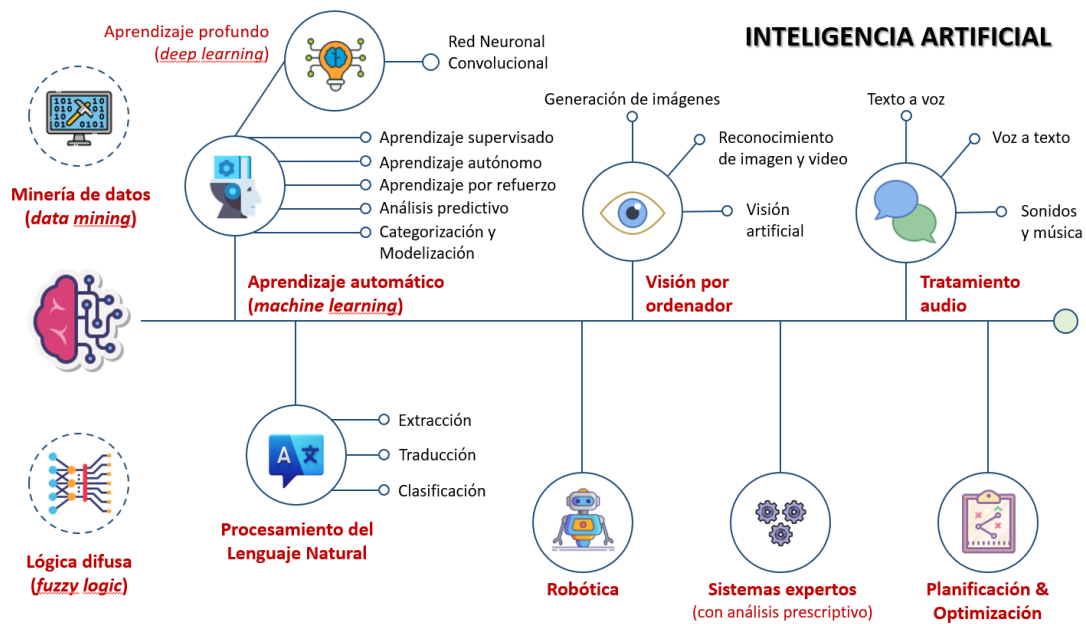 INTELIGENCIA ARTIFICIAL
Aprendizaje profundo
(deep learning)
Red Neuronal
Convolucional
Minería de datos
(data mining)
Aprendizaje supervisado
Aprendizaje autónomo
Aprendizaje por refuerzo
Análisis predictivo
Categorización y
Modelización
Aprendizaje automático
(machine learning)
Generación de imágenes
Reconocimiento
de imagen y video
Visión
artificial
Visión por
ordenador
Texto a voz
Voz a texto
Sonidos
y música
Tratamiento
audio
Extracción
Traducción
Clasificación
Procesamiento del
Lenguaje Natural
Lógica difusa
(fuzzy logic)
Robótica
Sistemas expertos
(con análisis prescriptivo)
Planificación &
Optimización